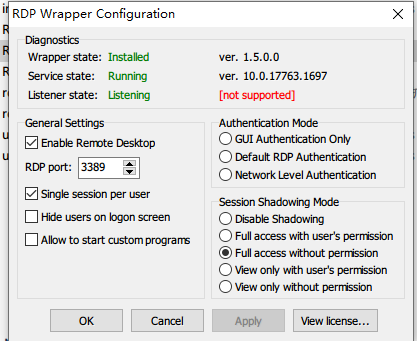 RDP Wrapper Configuration
Diagnostics
Wrapper state: Installed ver. 1.5.0.0
Service state: Running ver. 10.0.17763.1697
Listener state: Listening [not supported]
General Settings
Enable Remote Desktop
RDP port: 3389
Single session per user
Hide users on logon screen
Allow to start custom programs
Authentication Mode
GUI Authentication Only
Default RDP Authentication
Network Level Authentication
Session Shadowing Mode
Disable Shadowing
Full access with user's permission
Full access without permission
View only with user's permission
View only without permission
OK Cancel Apply View license...